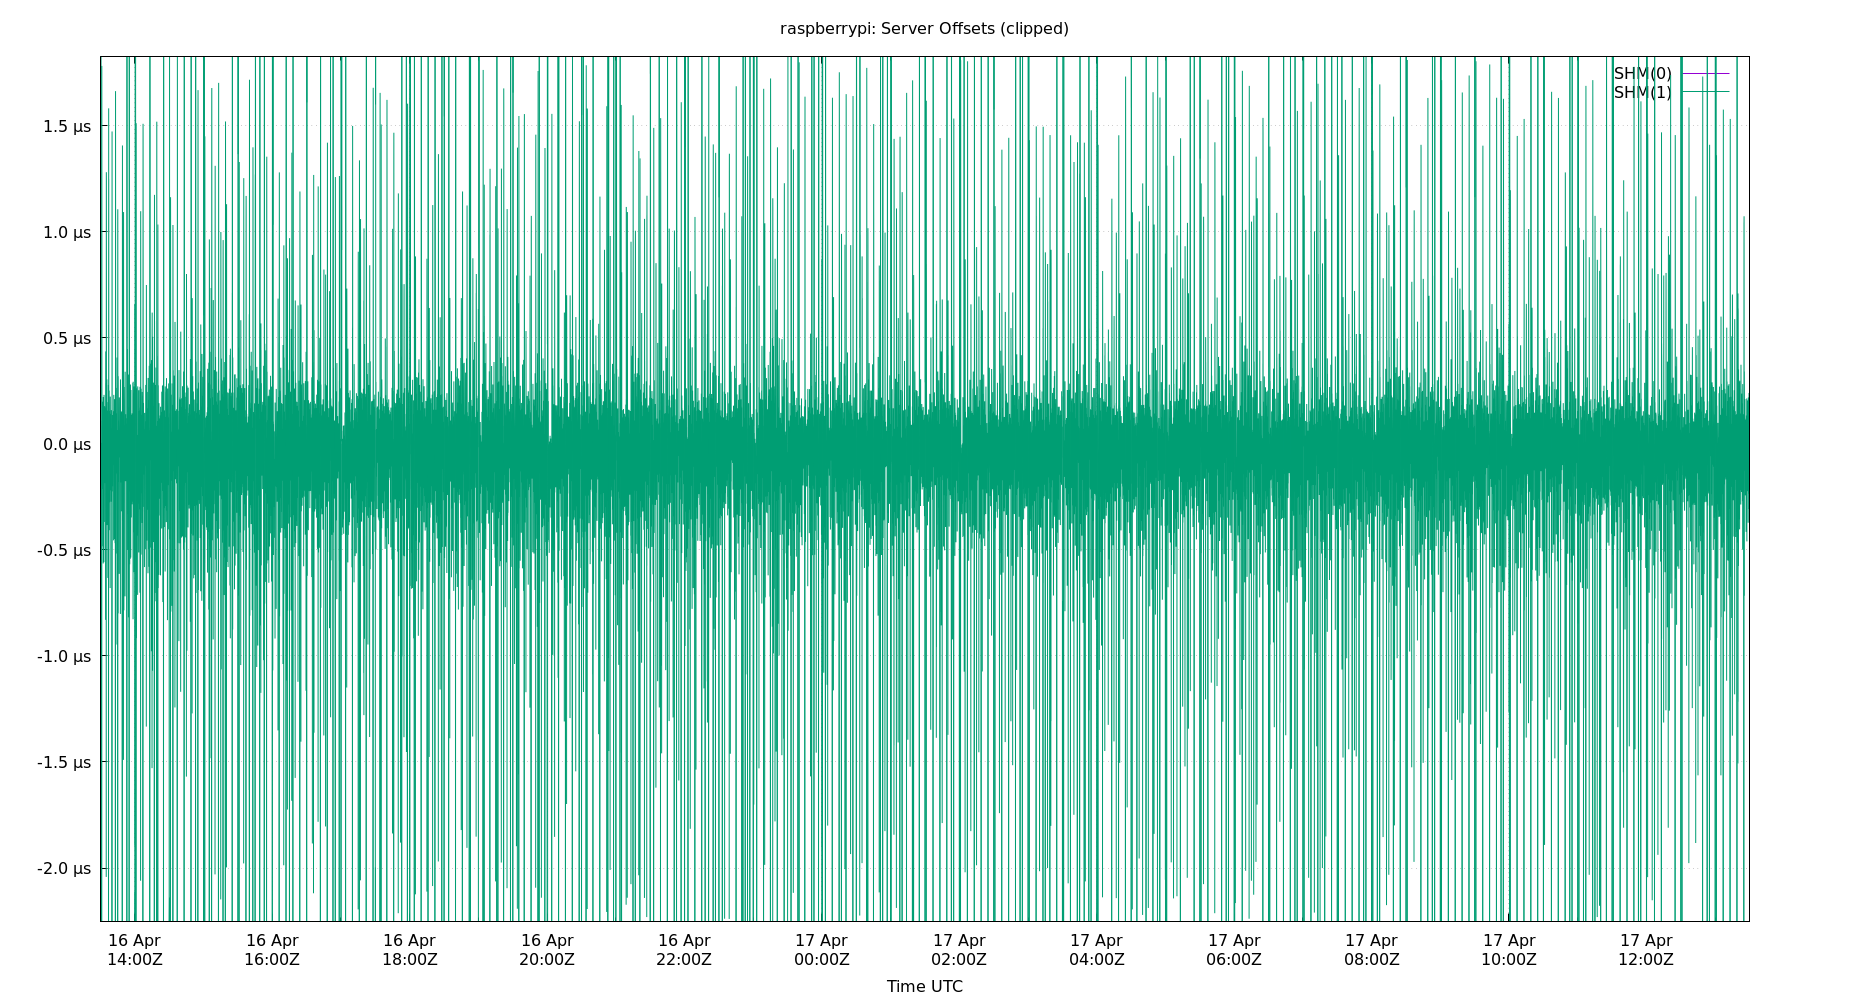 raspberrypi: Server Offsets (clipped)
SHM(0)
SHM(1)
1.5 µs
1.0 µs
0.5 µs
0.0 µs
-0.5 µs
-1.0 µs
-1.5 µs
-2.0 µs
16 Apr 16 Apr 16 Apr 16 Apr 16 Apr 17 Apr 17 Apr 17 Apr 17 Apr 17 Apr 17 Apr 17 Apr
14:00Z 16:00Z 18:00Z 20:00Z 22:00Z 00:00Z 02:00Z 04:00Z 06:00Z 08:00Z 10:00Z 12:00Z
Time UTC